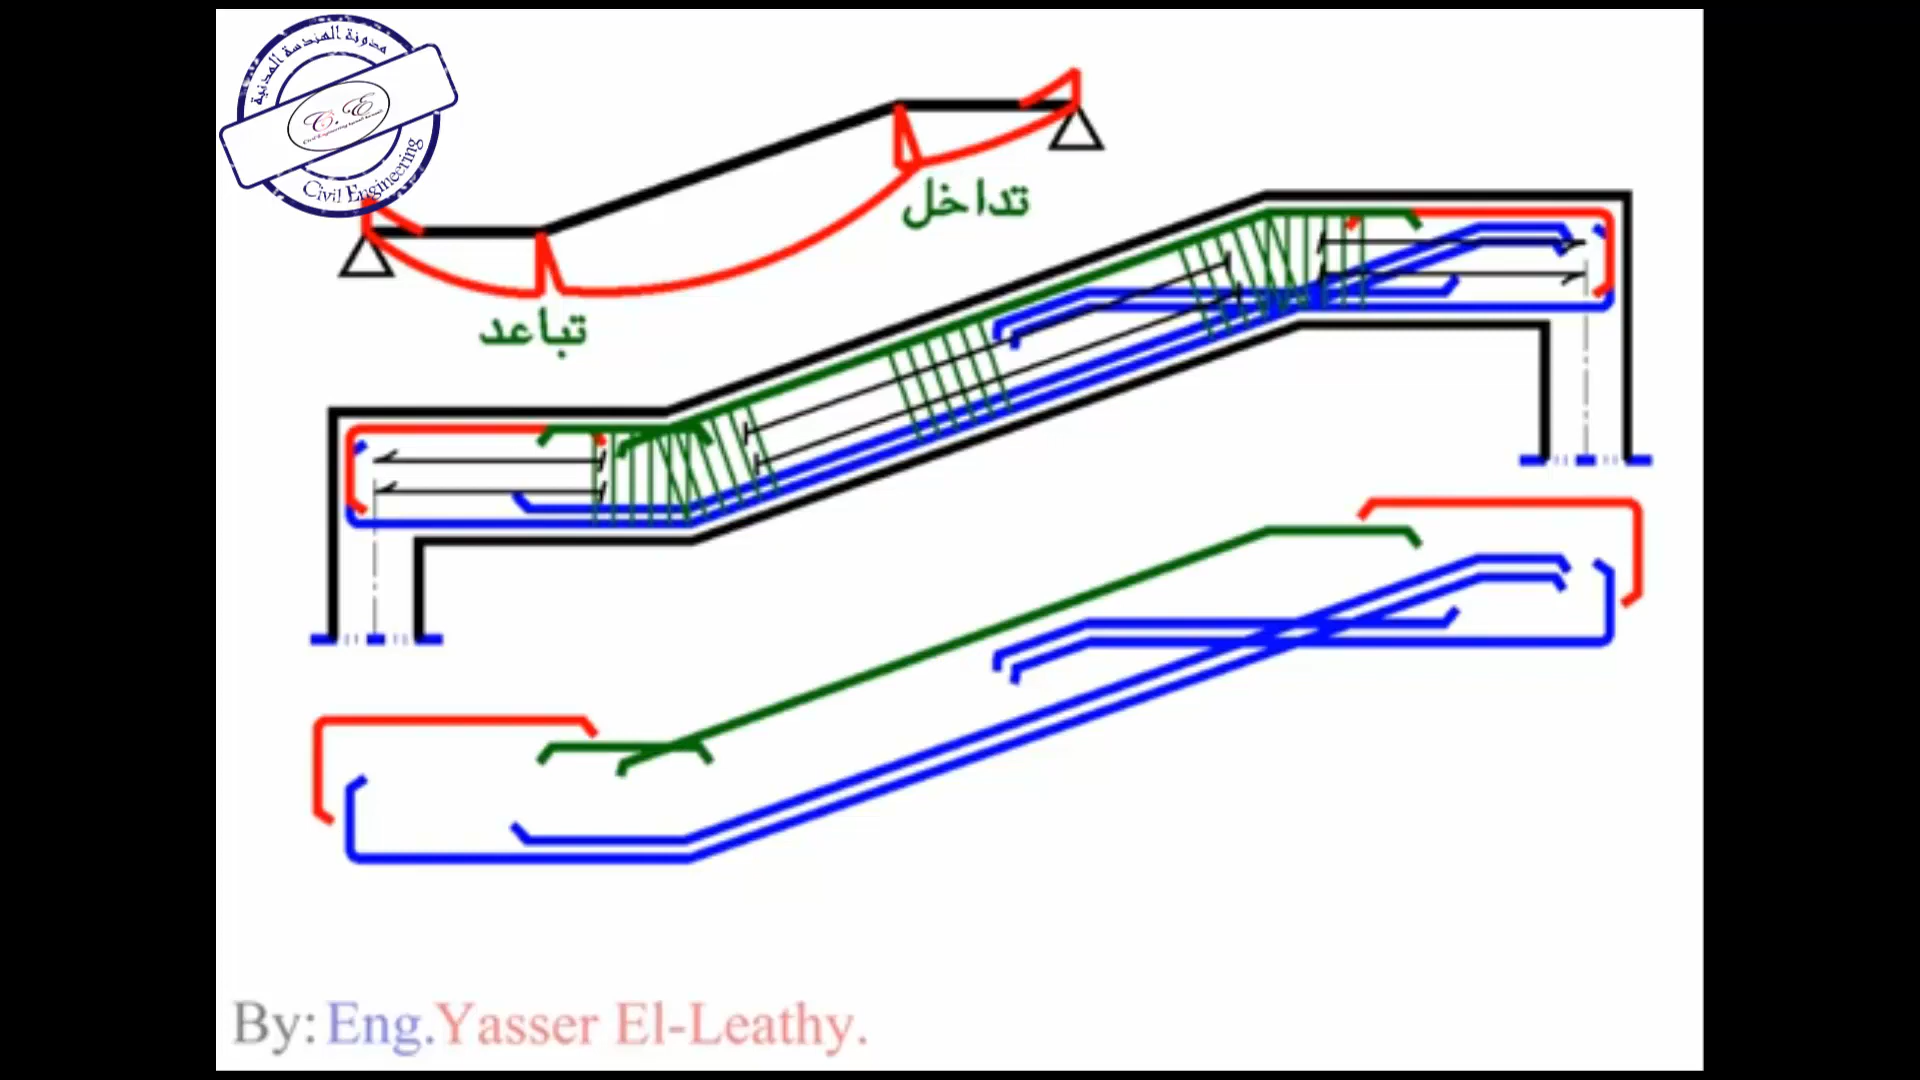 مدونة الهندسة المدنية
C.E
Civil Engineering
تداخل
تباعد
By: Eng.Yasser El-Leathy.